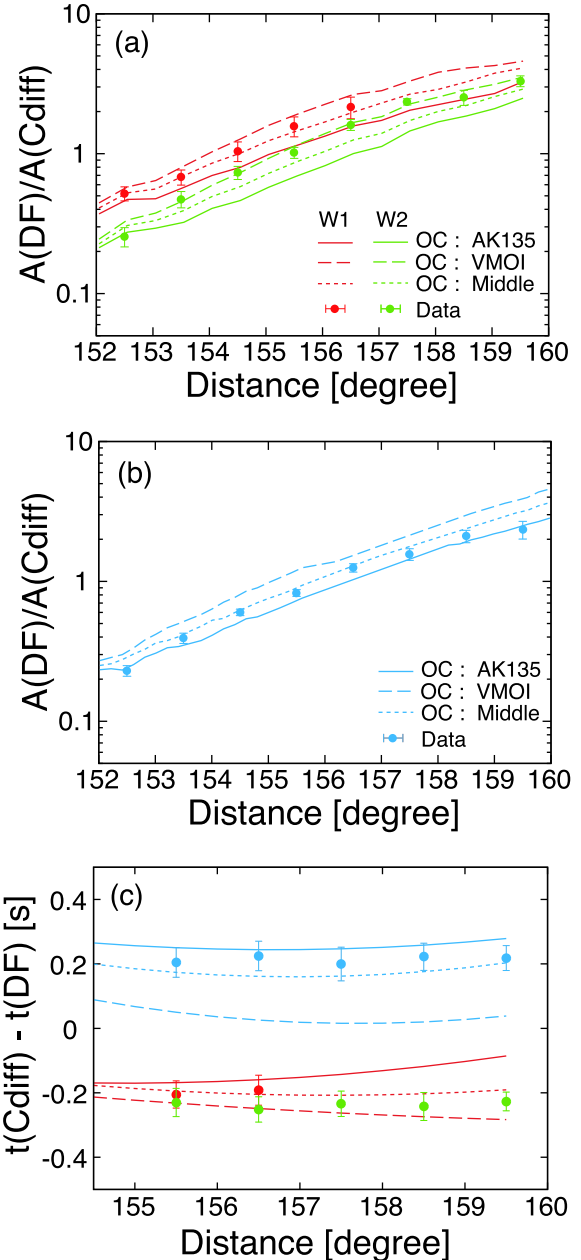 (a)
A(DF)/A(Cdiff)
10
1
0.1
W1 W2
OC : AK135
OC : VMOI
OC : Middle
Data
152 153 154 155 156 157 158 159 160
Distance [degree]
(b)
A(DF)/A(Cdiff)
10
1
0.1
OC : AK135
OC : VMOI
OC : Middle
Data
152 153 154 155 156 157 158 159 160
Distance [degree]
(c)
t(Cdiff) - t(DF) [s]
0.4
0.2
0
-0.2
-0.4
155 156 157 158 159 160
Distance [degree]